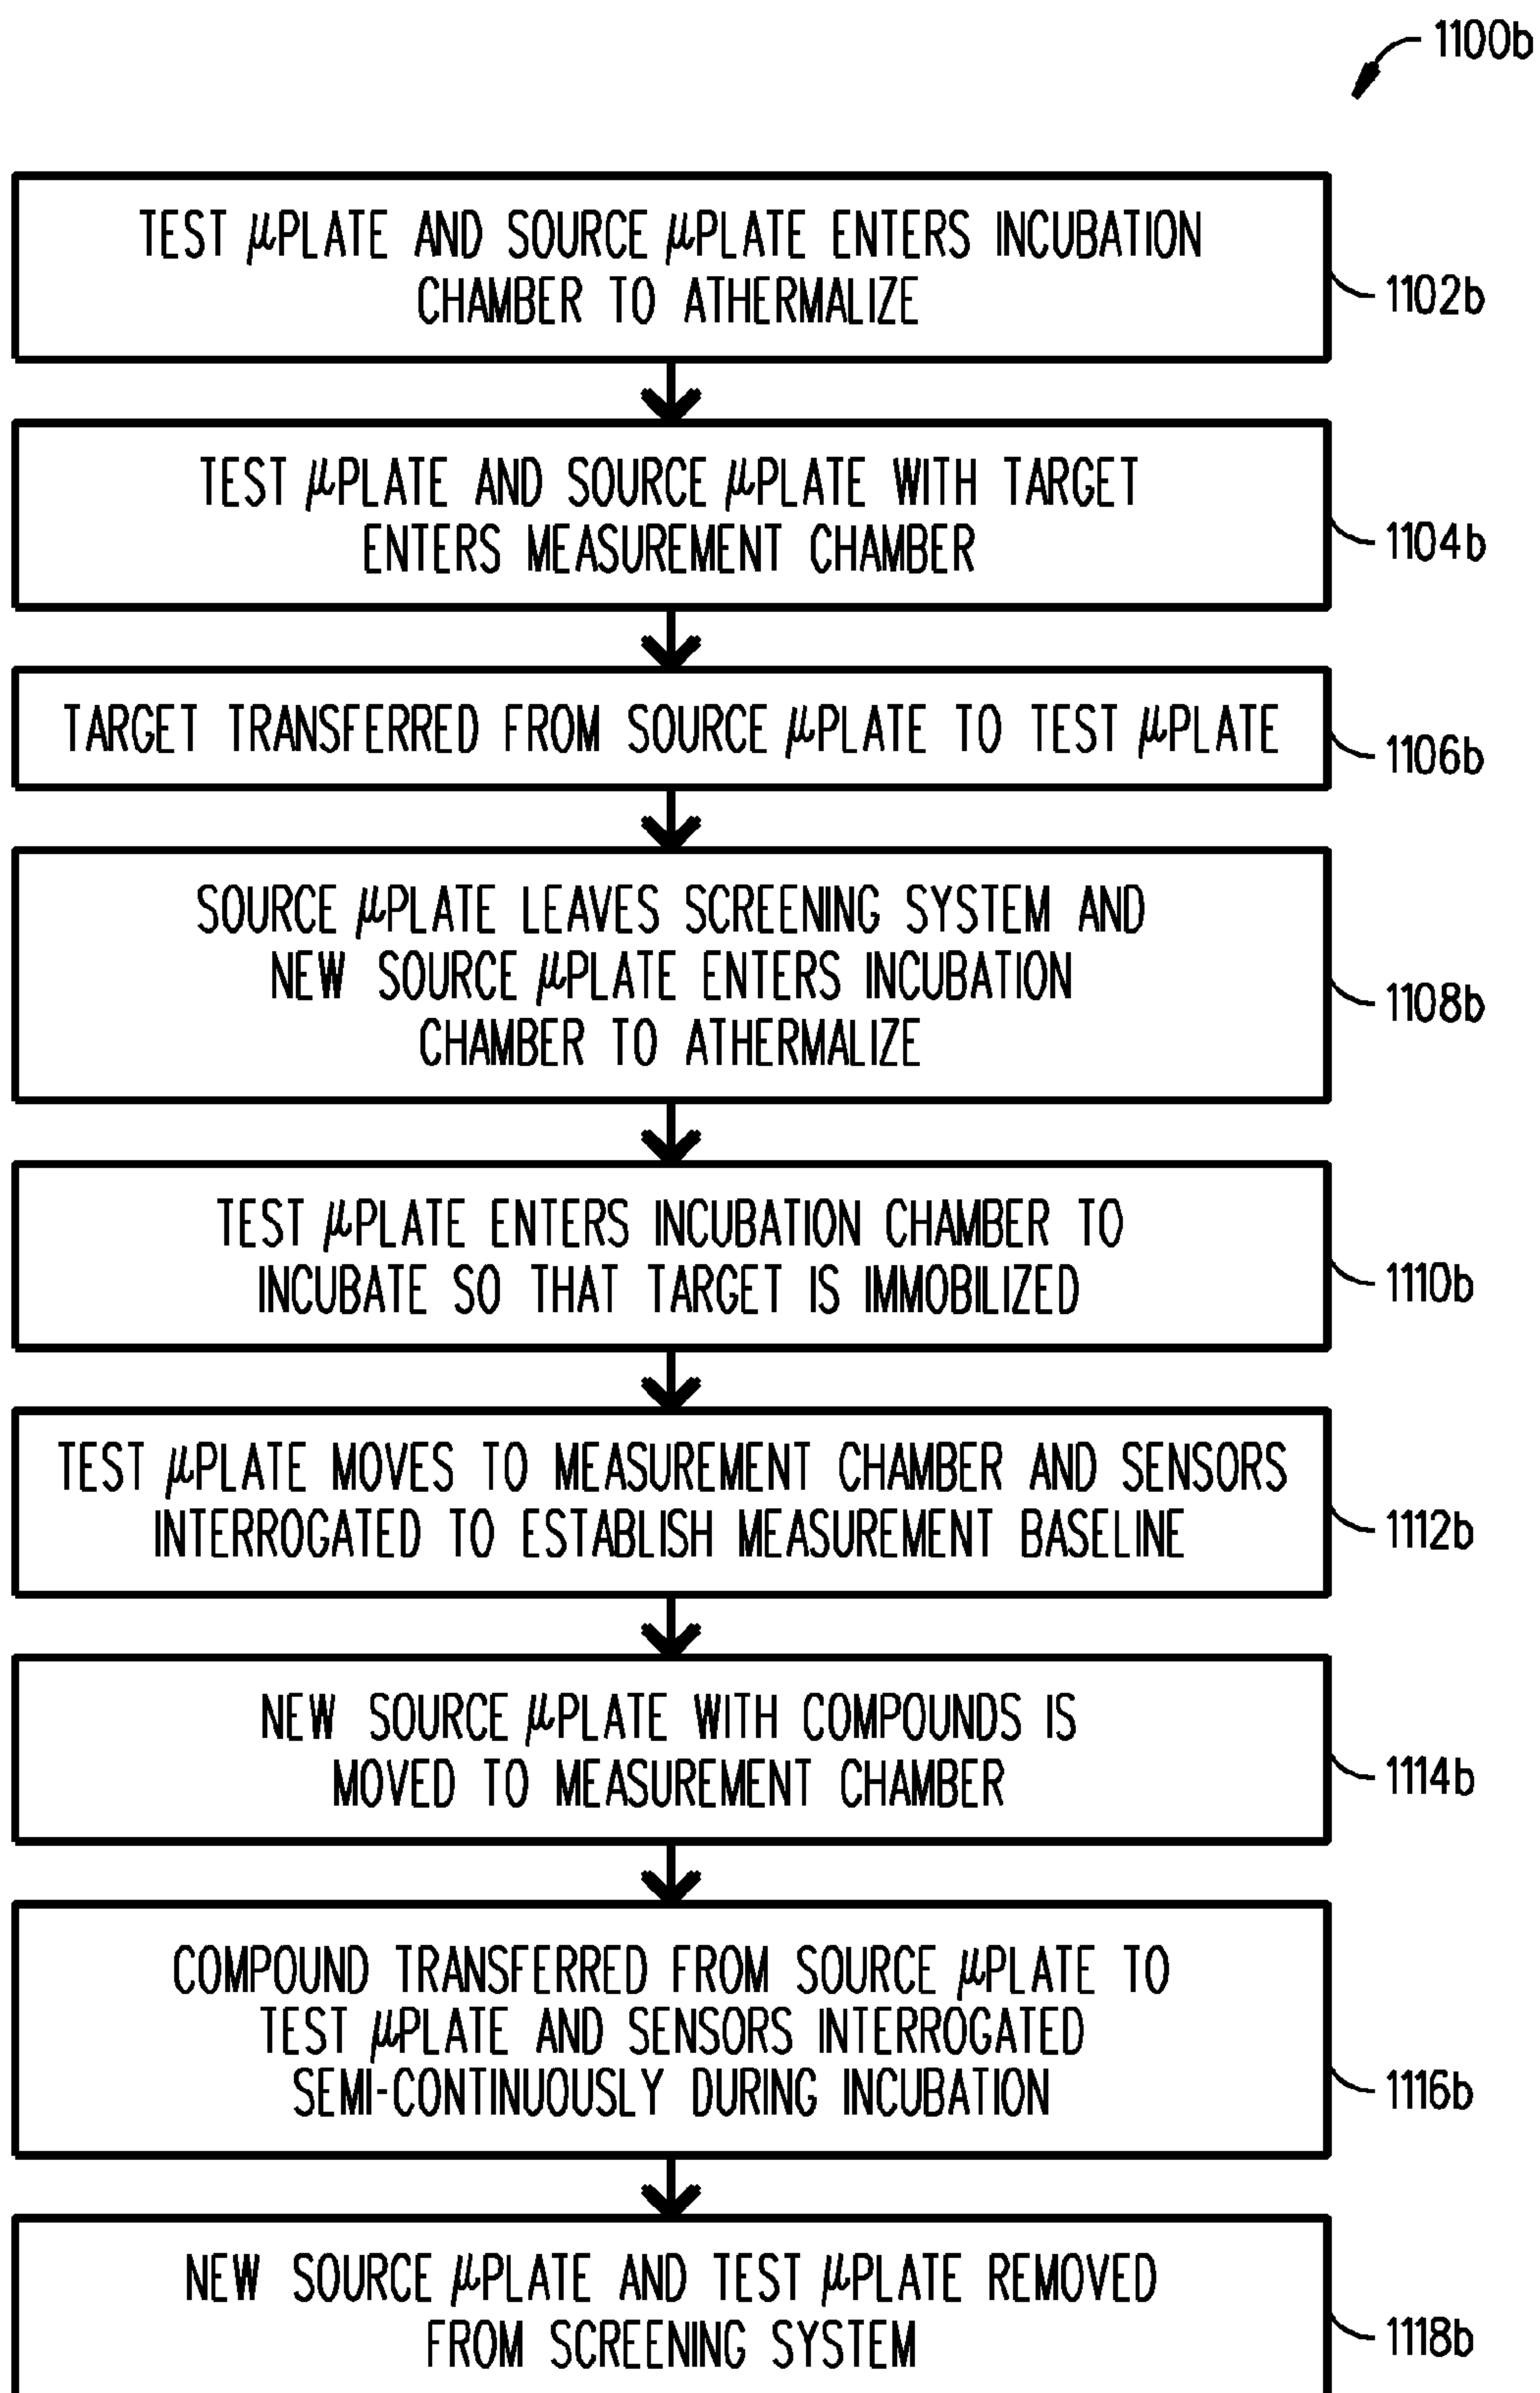 1100b
TEST μPLATE AND SOURCE μPLATE ENTERS INCUBATION
CHAMBER TO ATHERMALIZE
1102b
TEST μPLATE AND SOURCE μPLATE WITH TARGET
ENTERS MEASUREMENT CHAMBER
1104b
TARGET TRANSFERRED FROM SOURCE μPLATE TO TEST μPLATE
1106b
SOURCE μPLATE LEAVES SCREENING SYSTEM AND
NEW SOURCE μPLATE ENTERS INCUBATION
CHAMBER TO ATHERMALIZE
1108b
TEST μPLATE ENTERS INCUBATION CHAMBER TO
INCUBATE SO THAT TARGET IS IMMOBILIZED
1110b
TEST μPLATE MOVES TO MEASUREMENT CHAMBER AND SENSORS
INTERROGATED TO ESTABLISH MEASUREMENT BASELINE
1112b
NEW SOURCE μPLATE WITH COMPOUNDS IS
MOVED TO MEASUREMENT CHAMBER
1114b
COMPOUND TRANSFERRED FROM SOURCE μPLATE TO
TEST μPLATE AND SENSORS INTERROGATED
SEMI-CONTINUOUSLY DURING INCUBATION
1116b
NEW SOURCE μPLATE AND TEST μPLATE REMOVED
FROM SCREENING SYSTEM
1118b